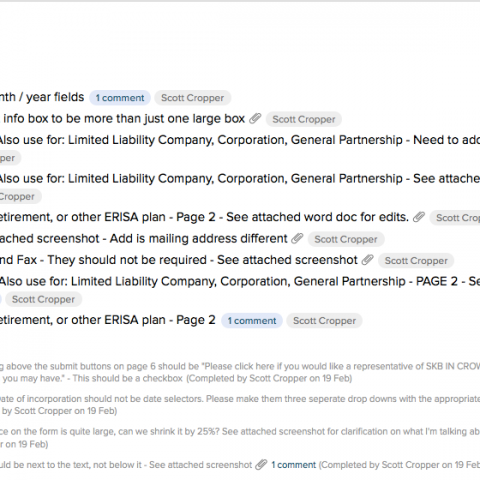 nth / year fields 1 comment Scott Cropper
info box to be more than just one large box Scott Cropper
Also use for: Limited Liability Company, Corporation, General Partnership - Need to add
per
Also use for: Limited Liability Company, Corporation, General Partnership - See attache
Cropper
etirement, or other ERISA plan - Page 2 - See attached word doc for edits. Scott Cro
ached screenshot - Add is mailing address different Scott Cropper
nd Fax - They should not be required - See attached screenshot Scott Cropper
Also use for: Limited Liability Company, Corporation, General Partnership - PAGE 2 - Se
Scott Cropper
etirement, or other ERISA plan - Page 2 1 comment Scott Cropper
g above the submit buttons on page 6 should be "Please click here if you would like a representative of SKB IN CROW
you may have." - This should be a checkbox (Completed by Scott Cropper on 19 Feb)
Date of incorporation should not be date selectors. Please make them three seperate drop downs with the appropriate
by Scott Cropper on 19 Feb)
ce on the form is quite large, can we shrink it by 25%? See attached screenshot for clarification on what I'm talking ab
r on 19 Feb)
uld be next to the text, not below it - See attached screenshot 1 comment (Completed by Scott Cropper on 19 Feb)